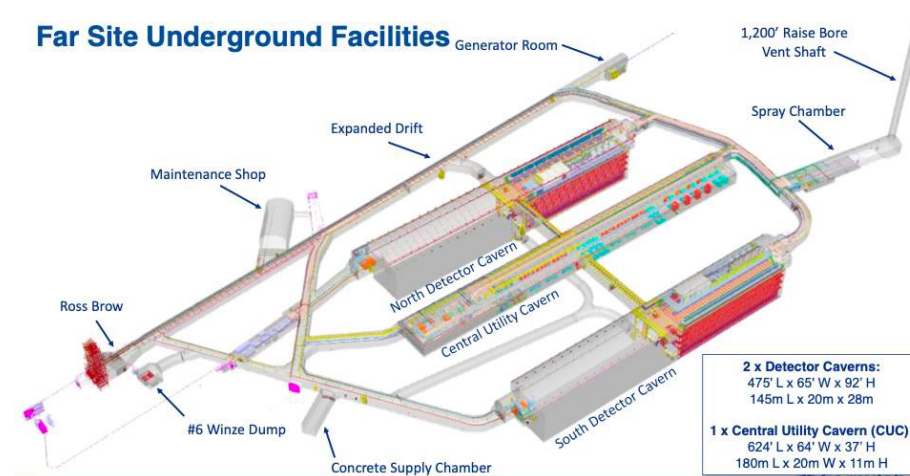 Far Site Underground Facilities
Generator Room
1,200’ Raise Bore
Vent Shaft
Spray Chamber
Expanded Drift
Maintenance Shop
Ross Brow
North Detector Cavern
Central Utility Cavern
South Detector Cavern
#6 Winze Dump
Concrete Supply Chamber
2 x Detector Caverns:
475' L x 65' W x 92' H
145m L x 20m x 28m
1 x Central Utility Cavern (CUC)
624' L x 64' W x 37' H
180m L x 20m W x 11m H